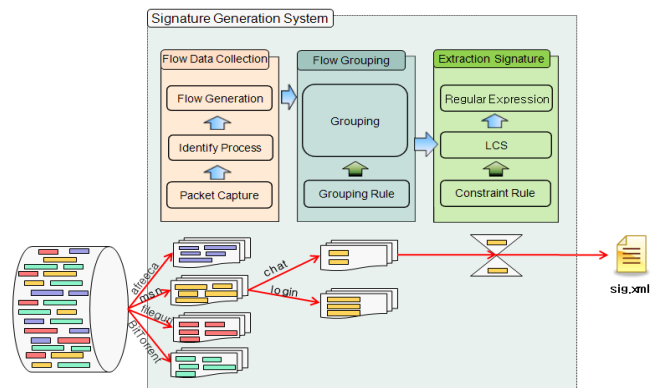 Signature Generation System
Flow Data Collection
Flow Generation
Identify Process
Packet Capture
Flow Grouping
Grouping
Grouping Rule
Extraction Signature
Regular Expression
LCS
Constraint Rule
afreeca
msn
fileguri
BitTorrent
chat
login
sig.xml